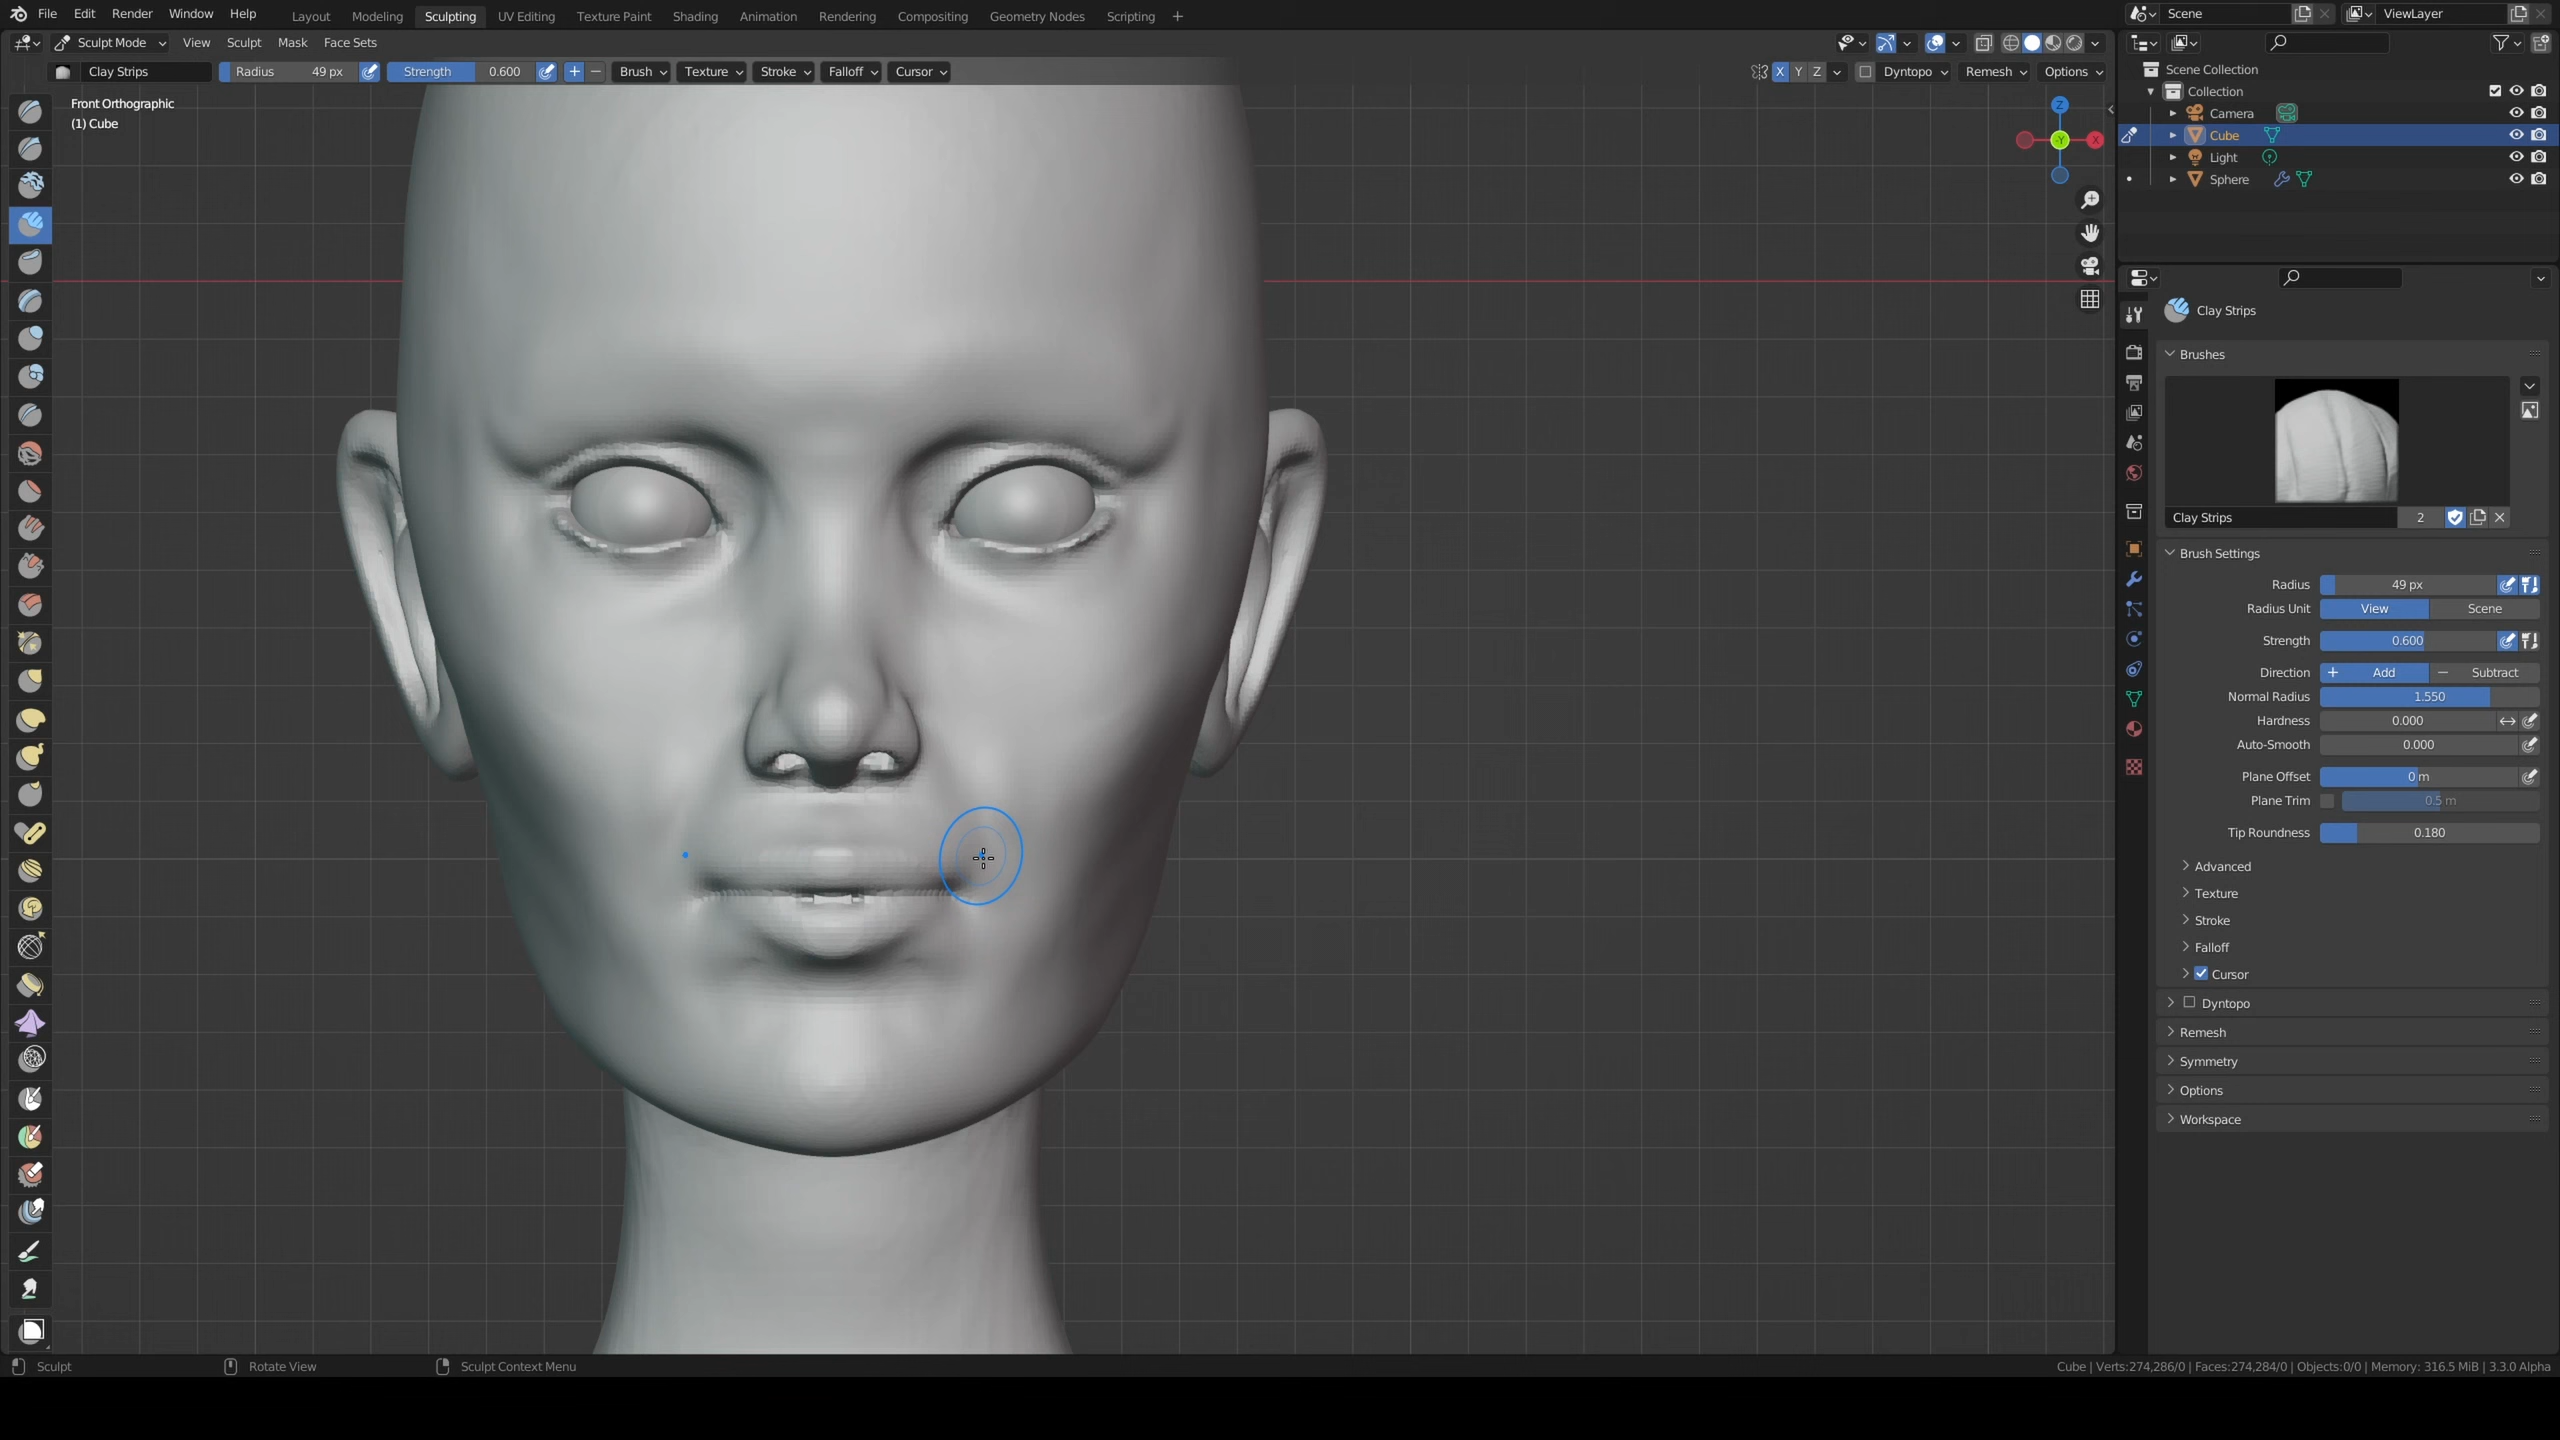 File Edit Render Window Help Layout Modeling Sculpting UV Editing Texture Paint Shading Animation Rendering Compositing Geometry Nodes Scripting + Scene ViewLayer
Sculpt Mode View Sculpt Mask Face Sets
Clay Strips Radius 49 px Strength 0.600 + − Brush Texture Stroke Falloff Cursor X Y Z Dyntopo Remesh Options
Front Orthographic
(1) Cube
Z
Y
X
Scene Collection
Collection
Camera
Cube
Light
Sphere
Clay Strips
Brushes
Clay Strips 2
Brush Settings
Radius 49 px
Radius Unit View Scene
Strength 0.600
Direction + Add − Subtract
Normal Radius 1.550
Hardness 0.000
Auto-Smooth 0.000
Plane Offset 0 m
Plane Trim 0.5 m
Tip Roundness 0.180
Advanced
Texture
Stroke
Falloff
Cursor
Dyntopo
Remesh
Symmetry
Options
Workspace
Sculpt Rotate View Sculpt Context Menu Cube | Verts:274,286/0 | Faces:274,284/0 | Objects:0/0 | Memory: 316.5 MiB | 3.3.0 Alpha